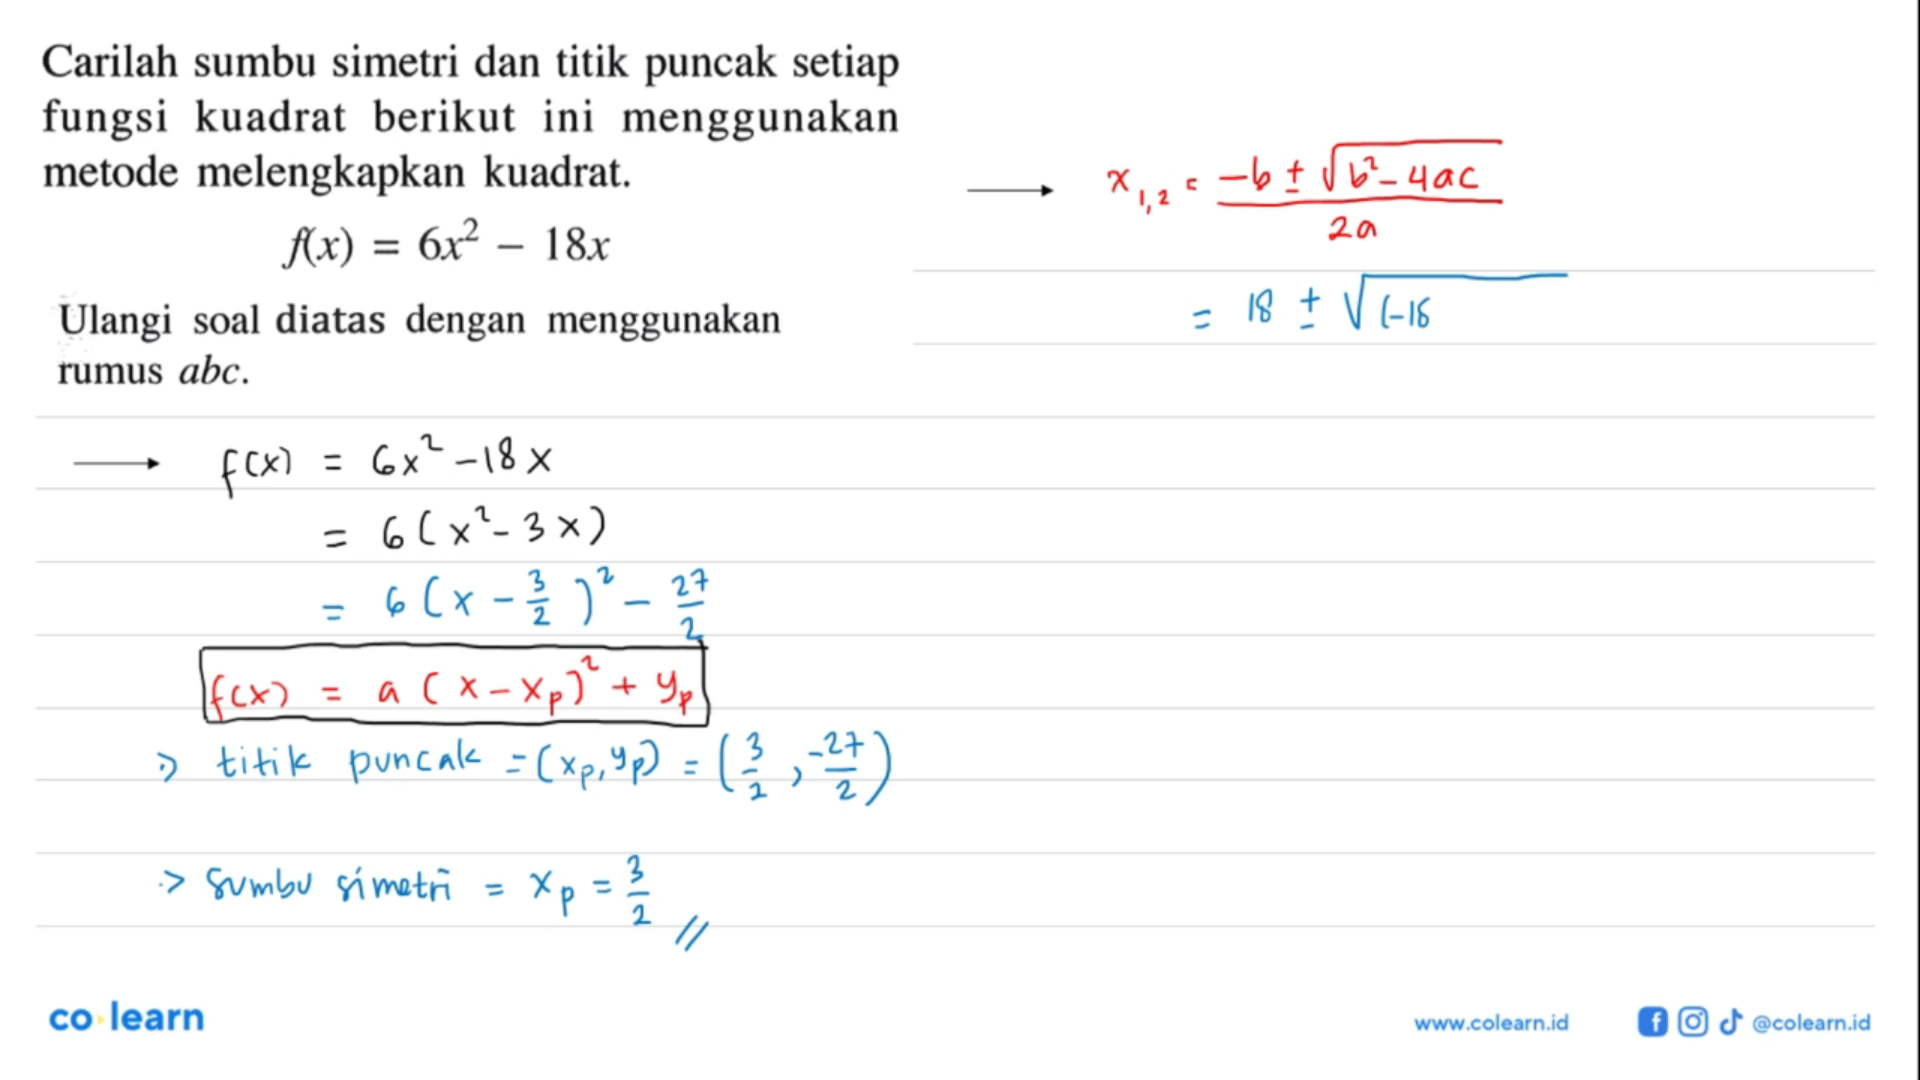 Carilah sumbu simetri dan titik puncak setiap
fungsi kuadrat berikut ini menggunakan
metode melengkapkan kuadrat.
f(x) = 6x² − 18x
Ulangi soal diatas dengan menggunakan
rumus abc.
⟶ f(x) = 6x² − 18x
= 6(x² − 3x)
= 6(x − 3/2)² − 27/2
f(x) = a(x − xₚ)² + yₚ
⇒ titik puncak = (xₚ, yₚ) = (3/2, −27/2)
⇒ sumbu simetri = xₚ = 3/2 //
⟶ x₁,₂ = (−b ± √(b² − 4ac))/2a
= 18 ± √(−18
co learn
www.colearn.id
@colearn.id